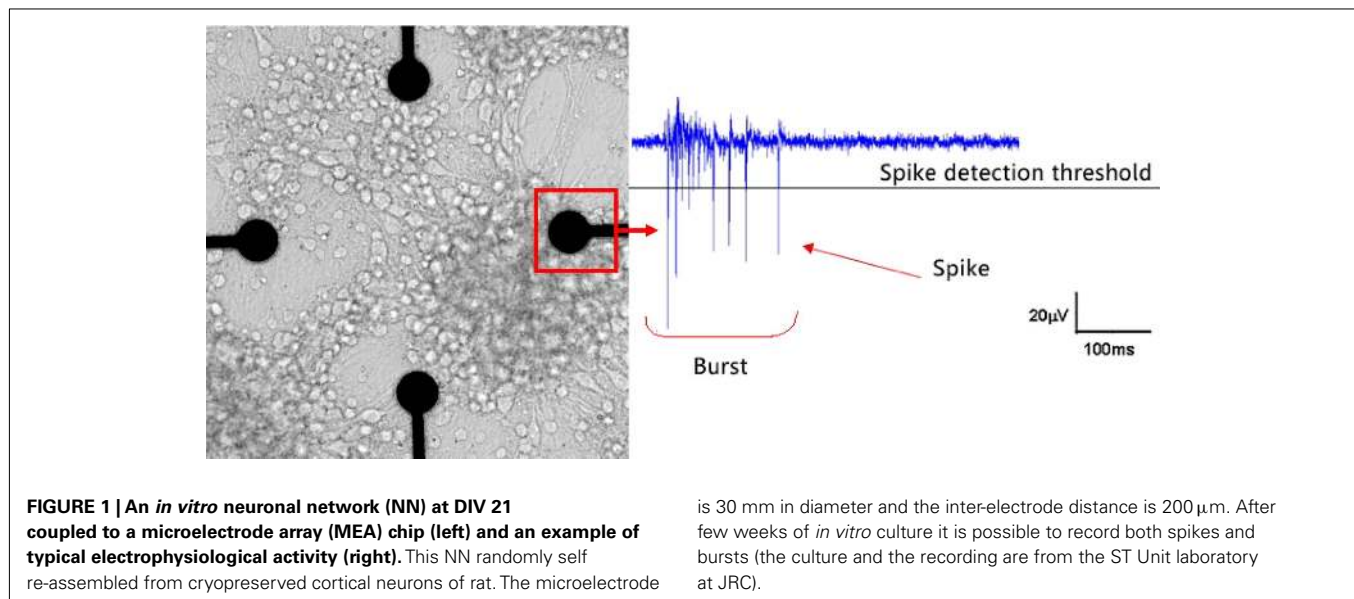 Spike detection threshold
Spike
20μV
100ms
Burst
FIGURE 1 | An in vitro neuronal network (NN) at DIV 21
coupled to a microelectrode array (MEA) chip (left) and an example of
typical electrophysiological activity (right). This NN randomly self
re-assembled from cryopreserved cortical neurons of rat. The microelectrode
is 30 mm in diameter and the inter-electrode distance is 200 μm. After
few weeks of in vitro culture it is possible to record both spikes and
bursts (the culture and the recording are from the ST Unit laboratory
at JRC).